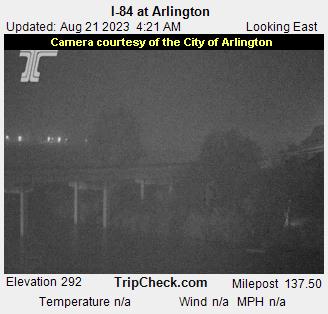 I-84 at Arlington
Updated: Aug 21 2023 4:21 AM Looking East
Camera courtesy of the City of Arlington
Elevation 292 TripCheck.com Milepost 137.50
Temperature n/a Wind n/a MPH n/a